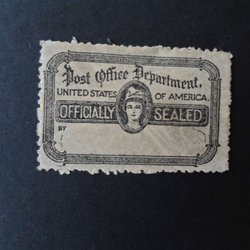 Post Office Department,
UNITED STATES OF AMERICA.
OFFICIALLY SEALED
BY